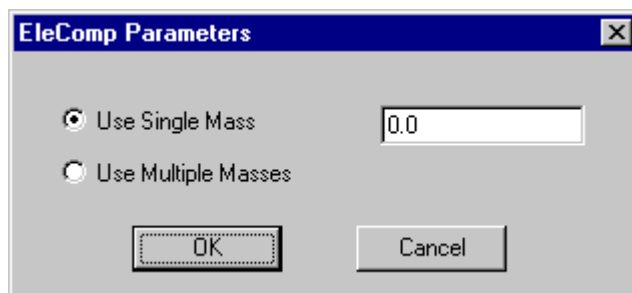 EleComp Parameters
Use Single Mass 0.0
Use Multiple Masses
OK Cancel